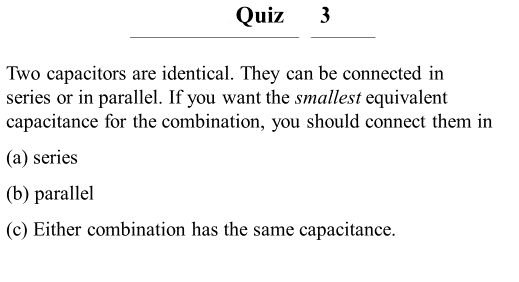 Quiz 3
Two capacitors are identical. They can be connected in
series or in parallel. If you want the smallest equivalent
capacitance for the combination, you should connect them in
(a) series
(b) parallel
(c) Either combination has the same capacitance.